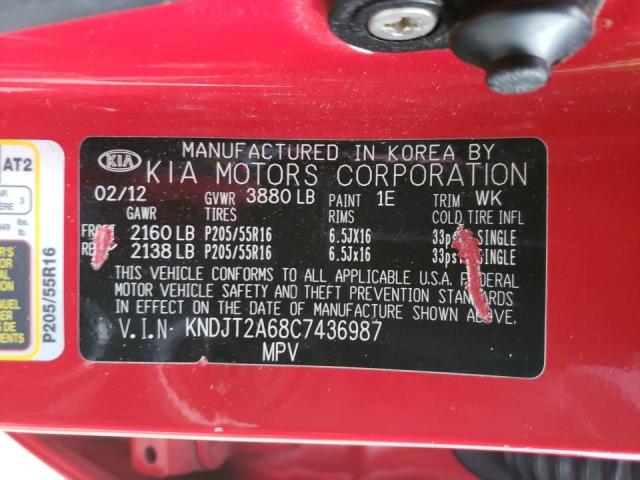 MANUFACTURED IN KOREA BY
KIA KIA MOTORS CORPORATION
02/12 GVWR 3880 LB PAINT 1E TRIM WK
GAWR TIRES RIMS COLD TIRE INFL
2160 LB P205/55R16 6.5JX16 SINGLE
2138 LB P205/55R16 6.5Jx16 SINGLE
THIS VEHICLE CONFORMS TO ALL APPLICABLE U.S.A. FEDERAL
MOTOR VEHICLE SAFETY AND THEFT PREVENTION STANDARDS
IN EFFECT ON THE DATE OF MANUFACTURE SHOWN ABOVE.
V.I.N. KNDJT2A68C7436987
MPV
AT2
3
P205/55R16